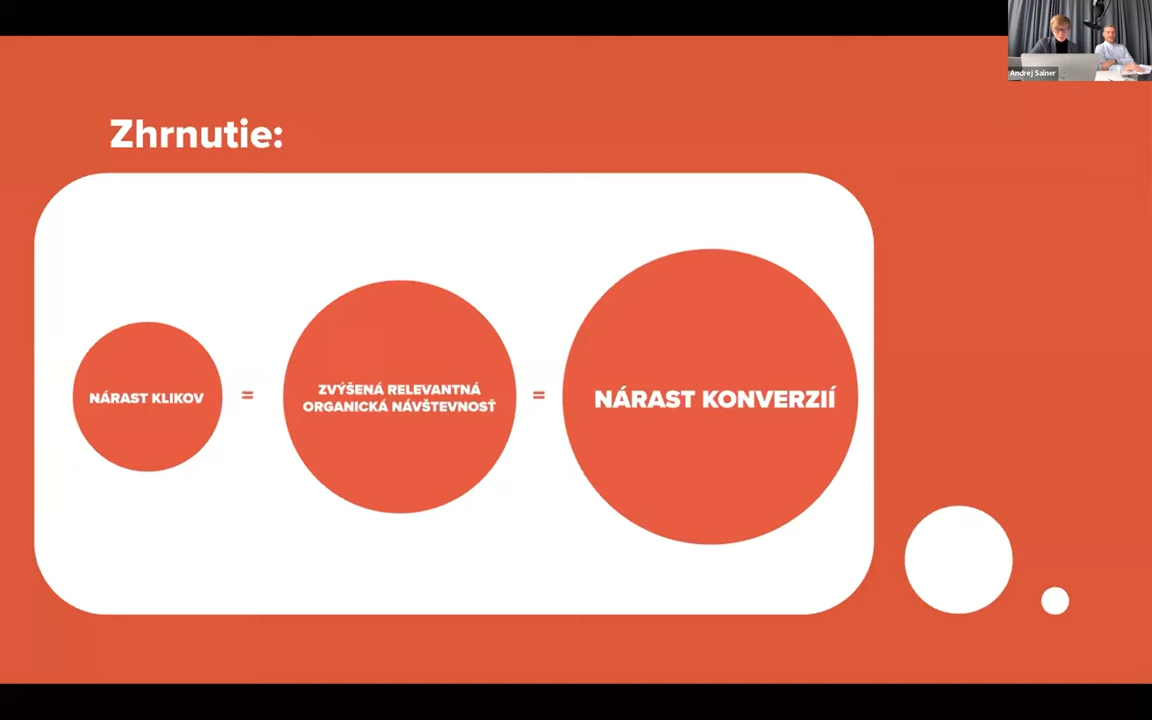 Andrej Salner
Zhrnutie:
NÁRAST KLIKOV
=
ZVÝŠENÁ RELEVANTNÁ
ORGANICKÁ NÁVŠTEVNOSŤ
=
NÁRAST KONVERZIÍ